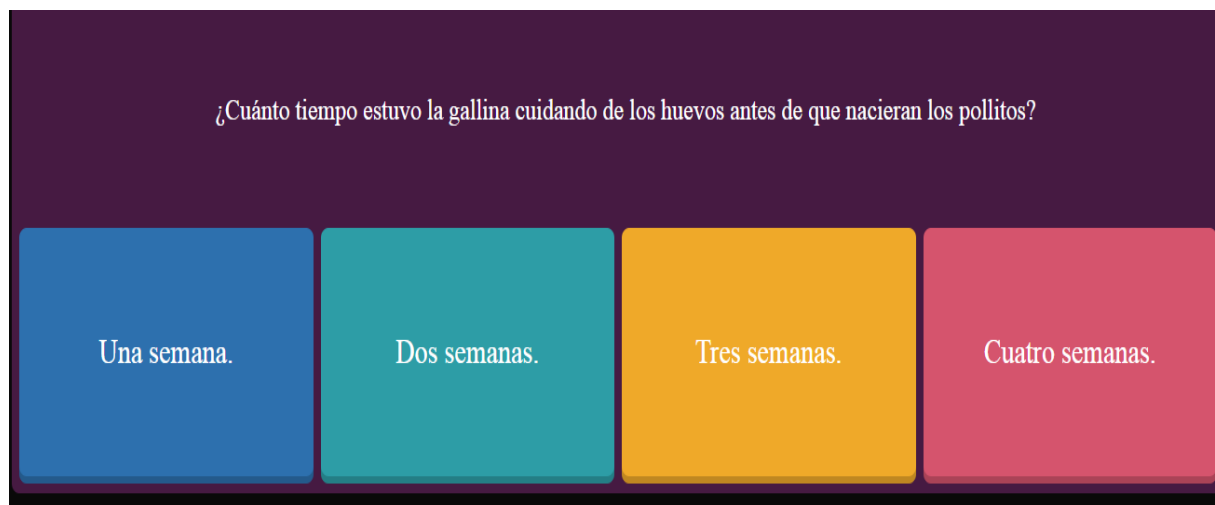 ¿Cuánto tiempo estuvo la gallina cuidando de los huevos antes de que nacieran los pollitos?
Una semana.
Dos semanas.
Tres semanas.
Cuatro semanas.